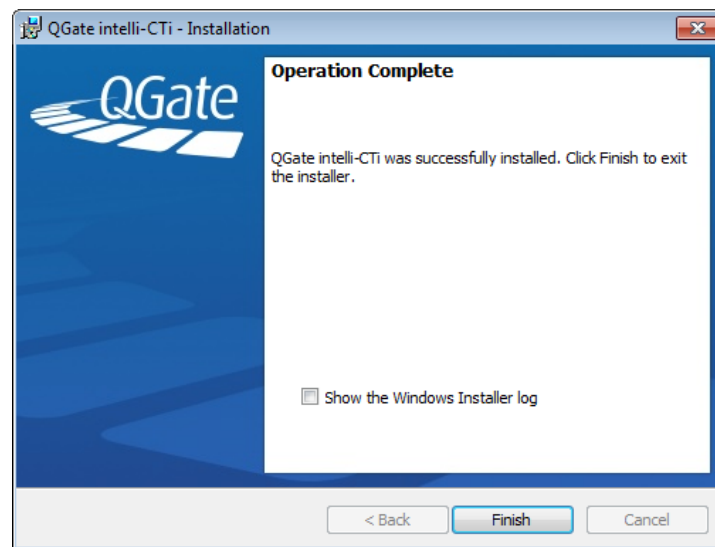 QGate intelli-CTi - Installation
QGate
Operation Complete
QGate intelli-CTi was successfully installed. Click Finish to exit
the installer.
Show the Windows Installer log
< Back Finish Cancel